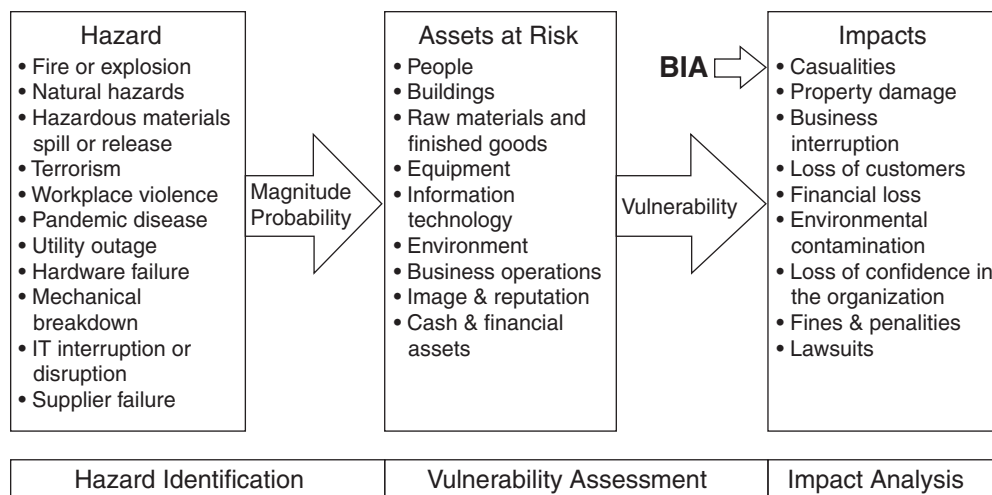 Hazard
• Fire or explosion
• Natural hazards
• Hazardous materials
spill or release
• Terrorism
• Workplace violence
• Pandemic disease
• Utility outage
• Hardware failure
• Mechanical
breakdown
• IT interruption or
disruption
• Supplier failure
Magnitude
Probability
Assets at Risk
• People
• Buildings
• Raw materials and
finished goods
• Equipment
• Information
technology
• Environment
• Business operations
• Image & reputation
• Cash & financial
assets
Vulnerability
BIA
Impacts
• Casualities
• Property damage
• Business
interruption
• Loss of customers
• Financial loss
• Environmental
contamination
• Loss of confidence in
the organization
• Fines & penalities
• Lawsuits
Hazard Identification
Vulnerability Assessment
Impact Analysis